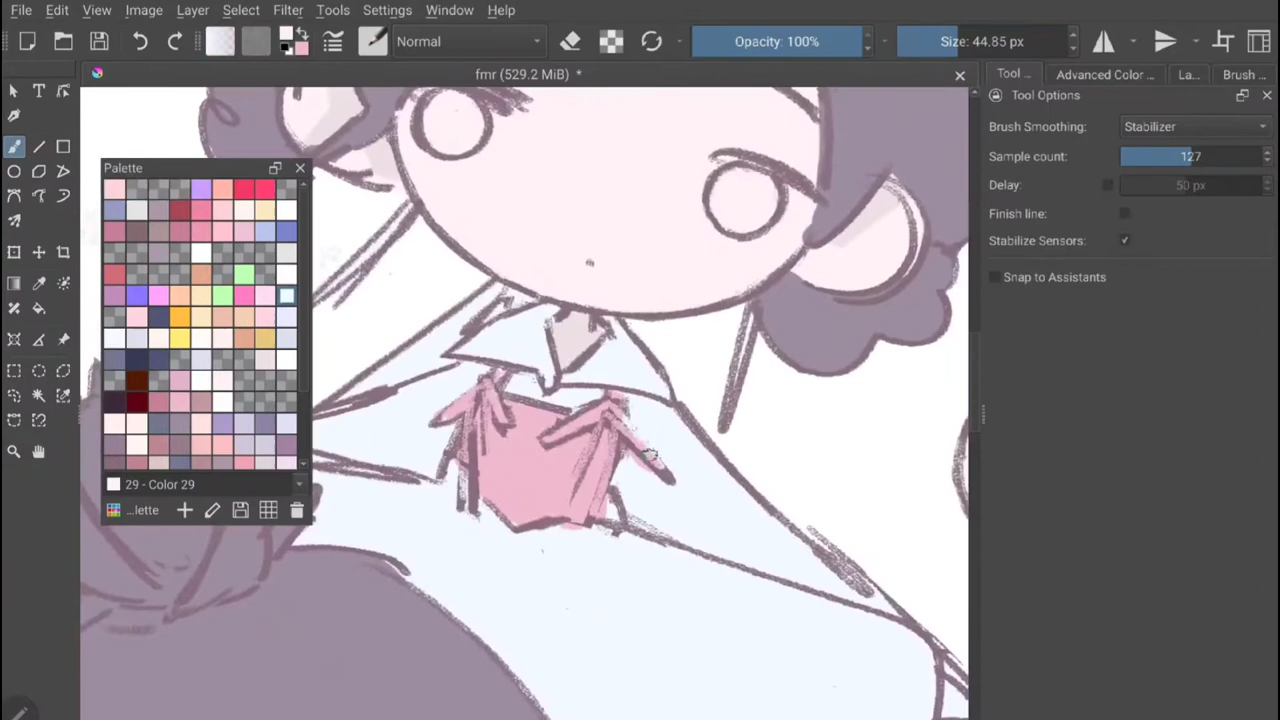 File Edit View Image Layer Select Filter Tools Settings Window Help
Normal
Opacity: 100%
Size: 44.85 px
fmr (529.2 MiB) *
Tool ...
Advanced Color ...
La...
Brush ...
Tool Options
Brush Smoothing: Stabilizer
Sample count: 127
Delay: 50 px
Finish line:
Stabilize Sensors:
Snap to Assistants
Palette
29 - Color 29
...lette